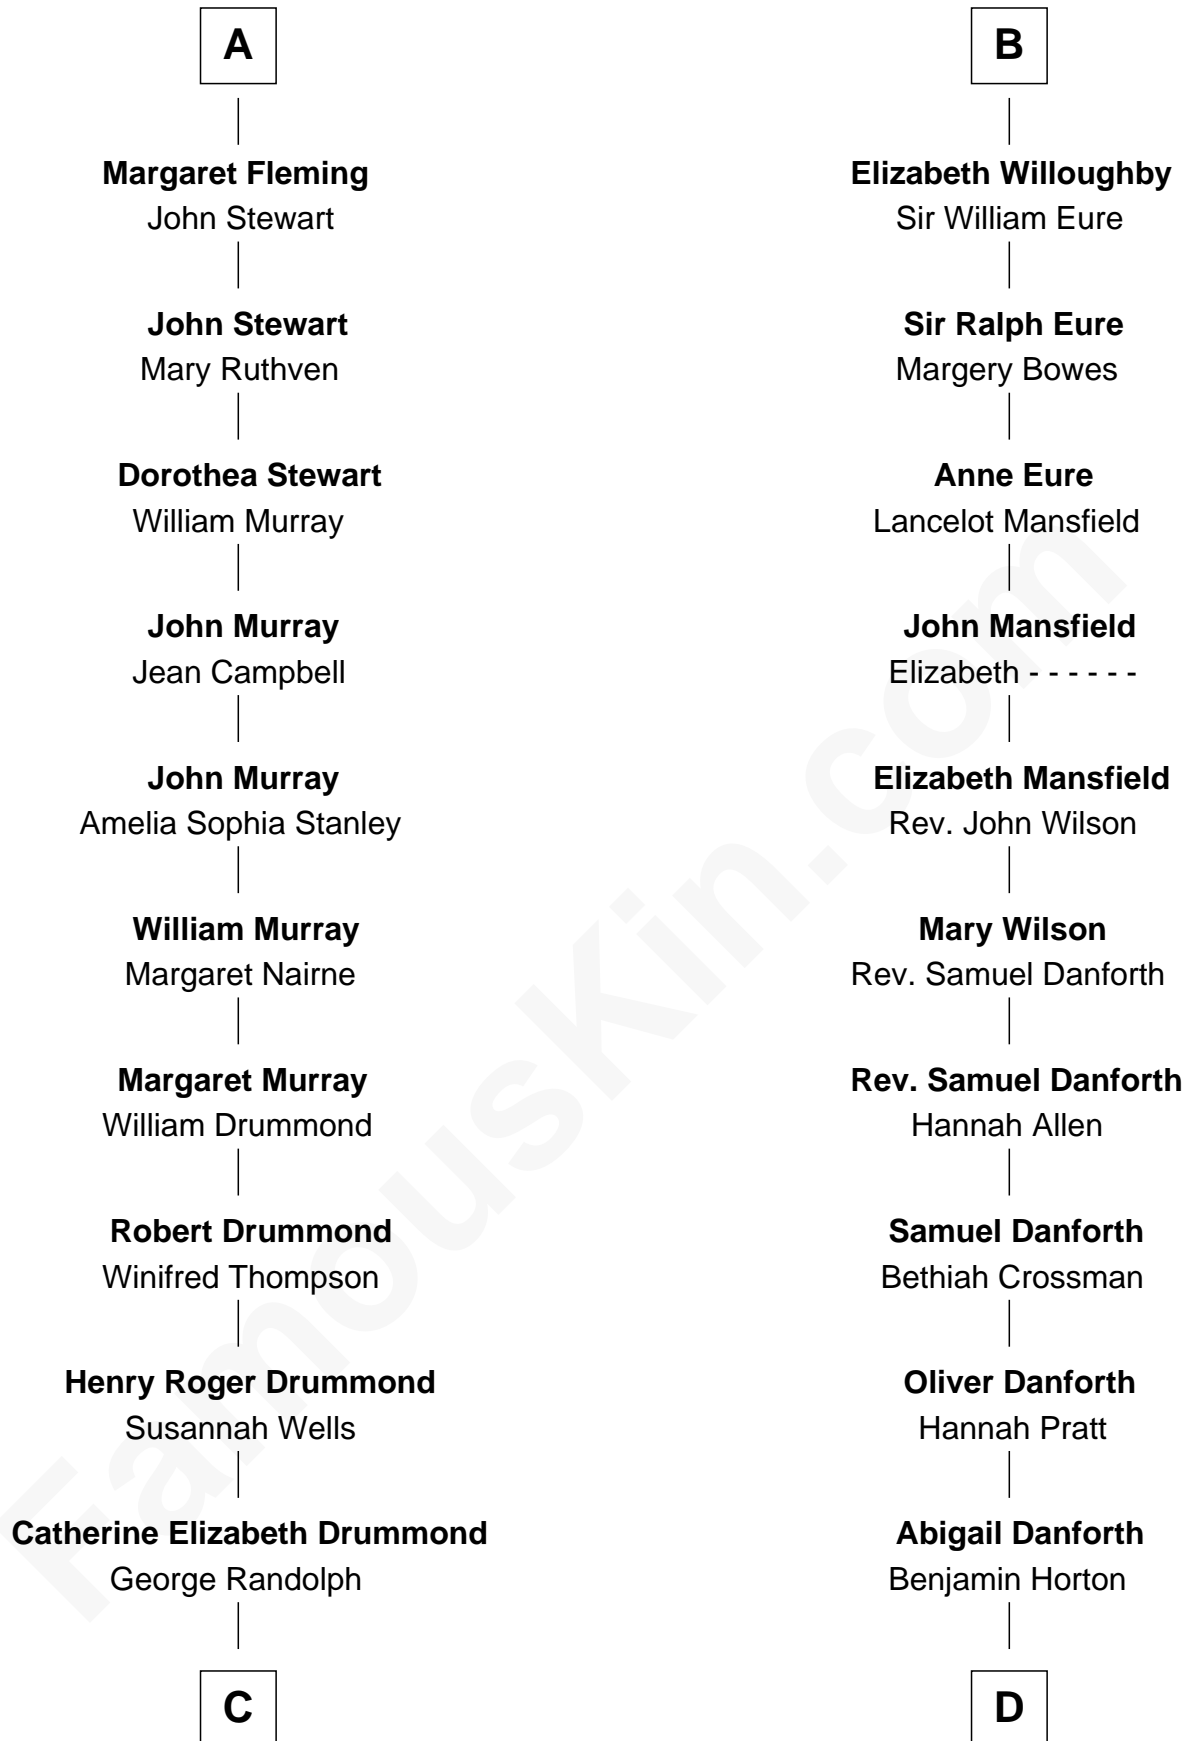 A
Margaret Fleming
John Stewart
John Stewart
Mary Ruthven
Dorothea Stewart
William Murray
John Murray
Jean Campbell
John Murray
Amelia Sophia Stanley
William Murray
Margaret Nairne
Margaret Murray
William Drummond
Robert Drummond
Winifred Thompson
Henry Roger Drummond
Susannah Wells
Catherine Elizabeth Drummond
George Randolph
C
B
Elizabeth Willoughby
Sir William Eure
Sir Ralph Eure
Margery Bowes
Anne Eure
Lancelot Mansfield
John Mansfield
Elizabeth - - - - - -
Elizabeth Mansfield
Rev. John Wilson
Mary Wilson
Rev. Samuel Danforth
Rev. Samuel Danforth
Hannah Allen
Samuel Danforth
Bethiah Crossman
Oliver Danforth
Hannah Pratt
Abigail Danforth
Benjamin Horton
D
FamousKin.com